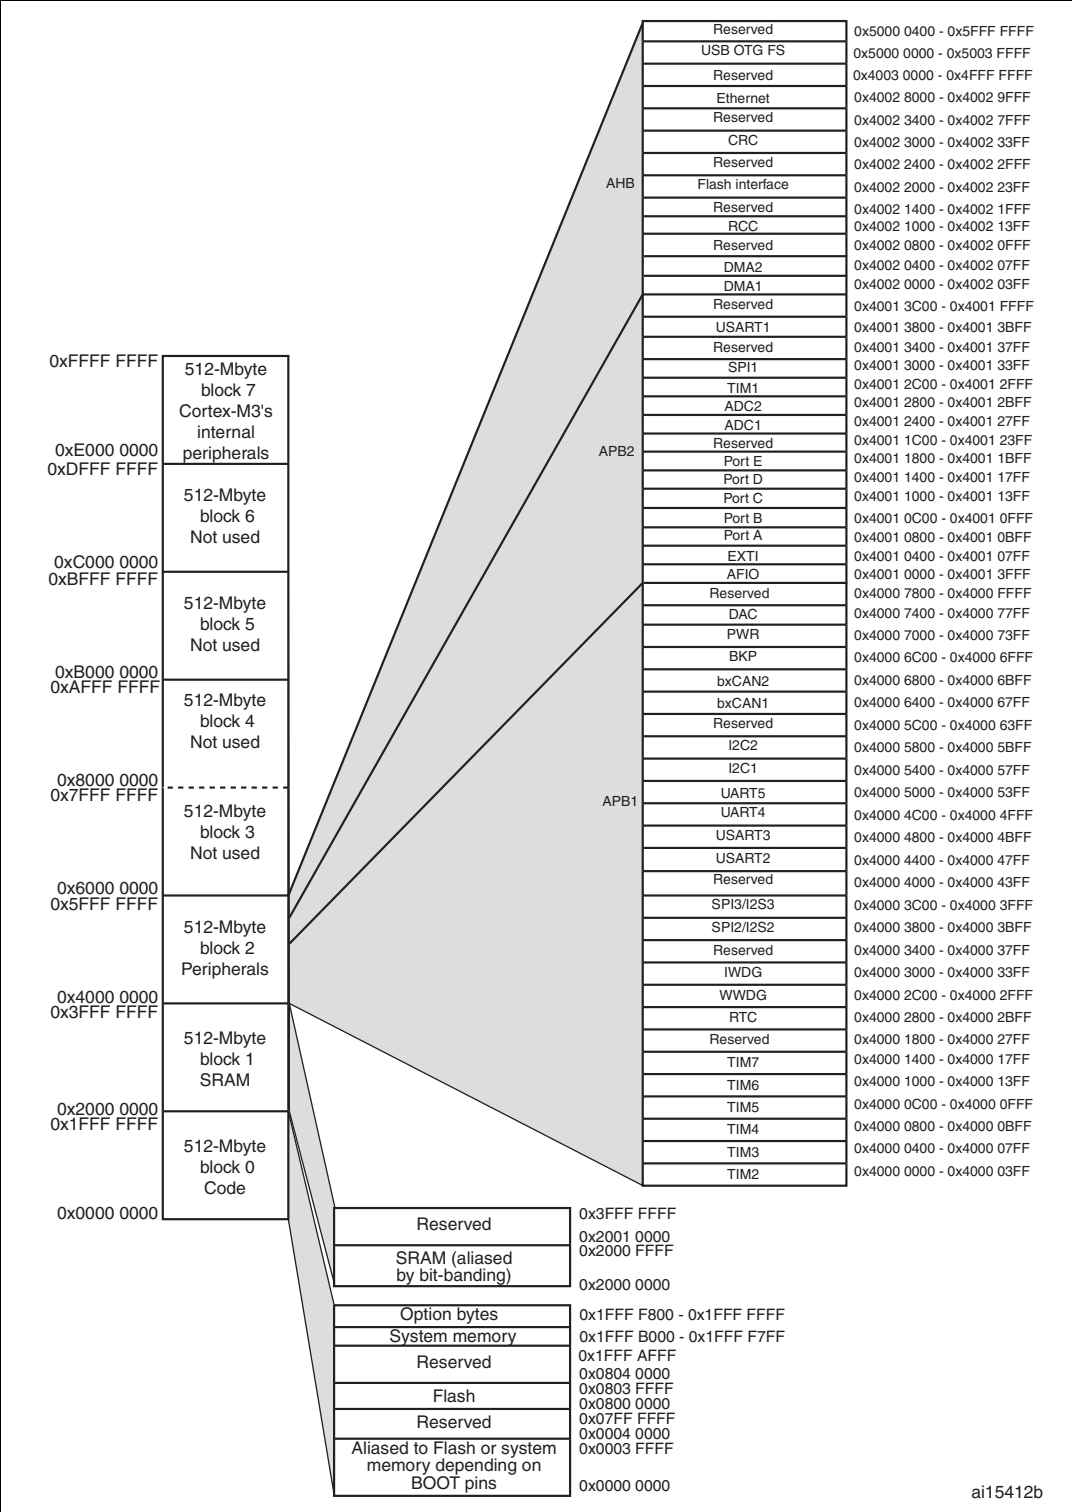 Reserved 0x5000 0400 - 0x5FFF FFFF
USB OTG FS 0x5000 0000 - 0x5003 FFFF
Reserved 0x4003 0000 - 0x4FFF FFFF
Ethernet 0x4002 8000 - 0x4002 9FFF
Reserved 0x4002 3400 - 0x4002 7FFF
CRC 0x4002 3000 - 0x4002 33FF
Reserved 0x4002 2400 - 0x4002 2FFF
AHB
Flash interface 0x4002 2000 - 0x4002 23FF
Reserved 0x4002 1400 - 0x4002 1FFF
RCC 0x4002 1000 - 0x4002 13FF
Reserved 0x4002 0800 - 0x4002 0FFF
DMA2 0x4002 0400 - 0x4002 07FF
DMA1 0x4002 0000 - 0x4002 03FF
Reserved 0x4001 3C00 - 0x4001 FFFF
USART1 0x4001 3800 - 0x4001 3BFF
Reserved 0x4001 3400 - 0x4001 37FF
SPI1 0x4001 3000 - 0x4001 33FF
TIM1 0x4001 2C00 - 0x4001 2FFF
ADC2 0x4001 2800 - 0x4001 2BFF
ADC1 0x4001 2400 - 0x4001 27FF
Reserved 0x4001 1C00 - 0x4001 23FF
APB2
Port E 0x4001 1800 - 0x4001 1BFF
Port D 0x4001 1400 - 0x4001 17FF
Port C 0x4001 1000 - 0x4001 13FF
Port B 0x4001 0C00 - 0x4001 0FFF
Port A 0x4001 0800 - 0x4001 0BFF
EXTI 0x4001 0400 - 0x4001 07FF
AFIO 0x4001 0000 - 0x4001 3FFF
Reserved 0x4000 7800 - 0x4000 FFFF
DAC 0x4000 7400 - 0x4000 77FF
PWR 0x4000 7000 - 0x4000 73FF
BKP 0x4000 6C00 - 0x4000 6FFF
bxCAN2 0x4000 6800 - 0x4000 6BFF
bxCAN1 0x4000 6400 - 0x4000 67FF
Reserved 0x4000 5C00 - 0x4000 63FF
I2C2 0x4000 5800 - 0x4000 5BFF
I2C1 0x4000 5400 - 0x4000 57FF
UART5 0x4000 5000 - 0x4000 53FF
APB1
UART4 0x4000 4C00 - 0x4000 4FFF
USART3 0x4000 4800 - 0x4000 4BFF
USART2 0x4000 4400 - 0x4000 47FF
Reserved 0x4000 4000 - 0x4000 43FF
SPI3/I2S3 0x4000 3C00 - 0x4000 3FFF
SPI2/I2S2 0x4000 3800 - 0x4000 3BFF
Reserved 0x4000 3400 - 0x4000 37FF
IWDG 0x4000 3000 - 0x4000 33FF
WWDG 0x4000 2C00 - 0x4000 2FFF
RTC 0x4000 2800 - 0x4000 2BFF
Reserved 0x4000 1800 - 0x4000 27FF
TIM7 0x4000 1400 - 0x4000 17FF
TIM6 0x4000 1000 - 0x4000 13FF
TIM5 0x4000 0C00 - 0x4000 0FFF
TIM4 0x4000 0800 - 0x4000 0BFF
TIM3 0x4000 0400 - 0x4000 07FF
TIM2 0x4000 0000 - 0x4000 03FF
0xFFFF FFFF
512-Mbyte
block 7
Cortex-M3's
internal
peripherals
0xE000 0000
0xDFFF FFFF
512-Mbyte
block 6
Not used
0xC000 0000
0xBFFF FFFF
512-Mbyte
block 5
Not used
0xB000 0000
0xAFFF FFFF
512-Mbyte
block 4
Not used
0x8000 0000
0x7FFF FFFF
512-Mbyte
block 3
Not used
0x6000 0000
0x5FFF FFFF
512-Mbyte
block 2
Peripherals
0x4000 0000
0x3FFF FFFF
512-Mbyte
block 1
SRAM
0x2000 0000
0x1FFF FFFF
512-Mbyte
block 0
Code
0x0000 0000
0x3FFF FFFF
Reserved
0x2001 0000
0x2000 FFFF
SRAM (aliased
by bit-banding)
0x2000 0000
Option bytes 0x1FFF F800 - 0x1FFF FFFF
System memory 0x1FFF B000 - 0x1FFF F7FF
0x1FFF AFFF
Reserved
0x0804 0000
0x0803 FFFF
Flash
0x0800 0000
0x07FF FFFF
Reserved
0x0004 0000
0x0003 FFFF
Aliased to Flash or system
memory depending on
BOOT pins
0x0000 0000
ai15412b